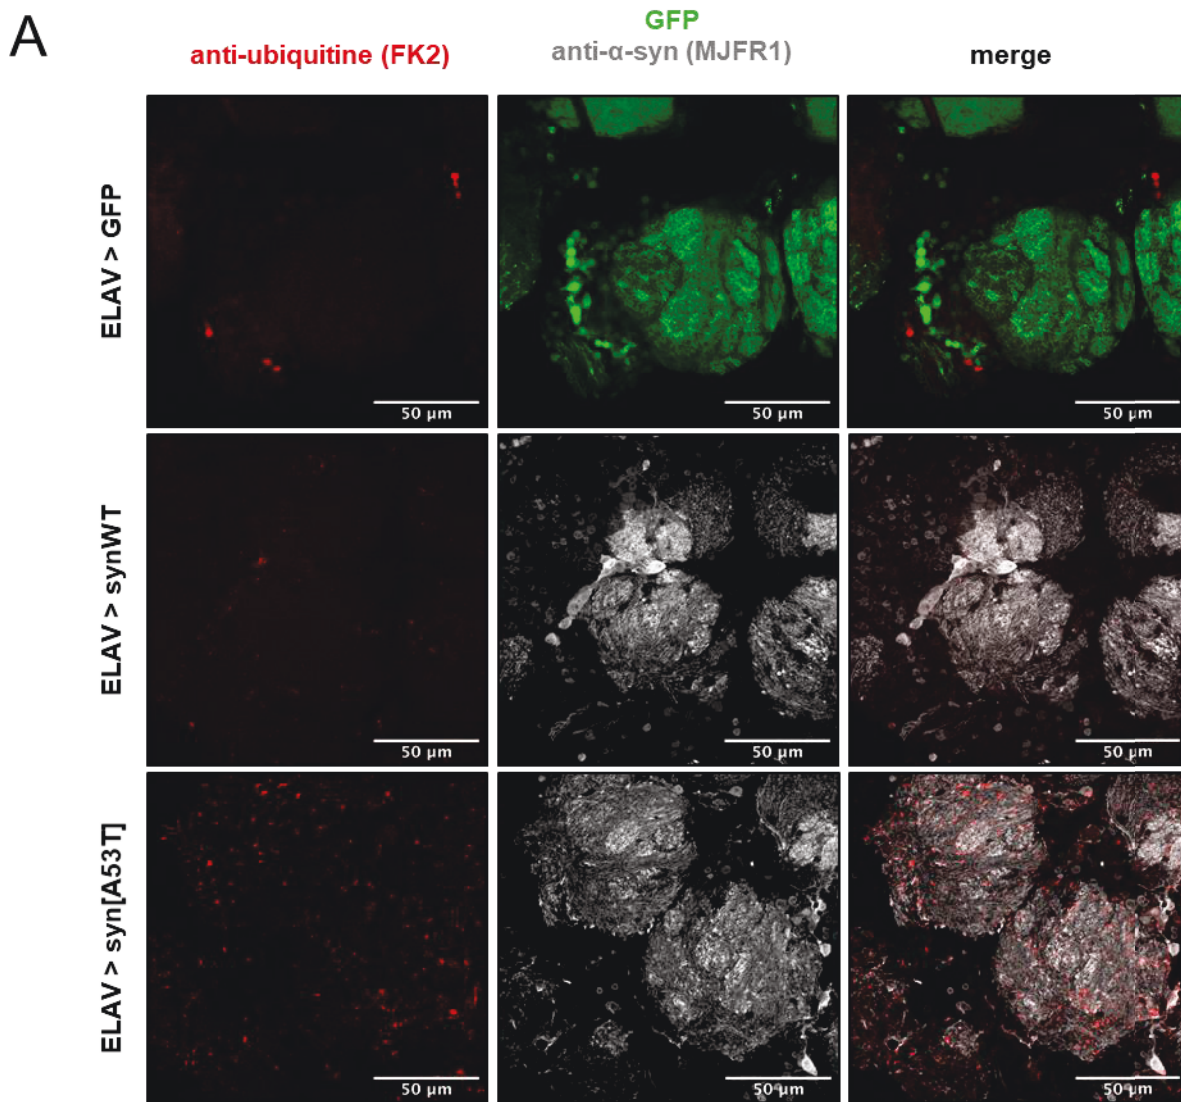 A
anti-ubiquitine (FK2)
GFP
anti-α-syn (MJFR1)
merge
ELAV > GFP
50 µm
50 µm
50 µm
ELAV > synWT
50 µm
50 µm
50 µm
ELAV > syn[A53T]
50 µm
50 µm
50 µm